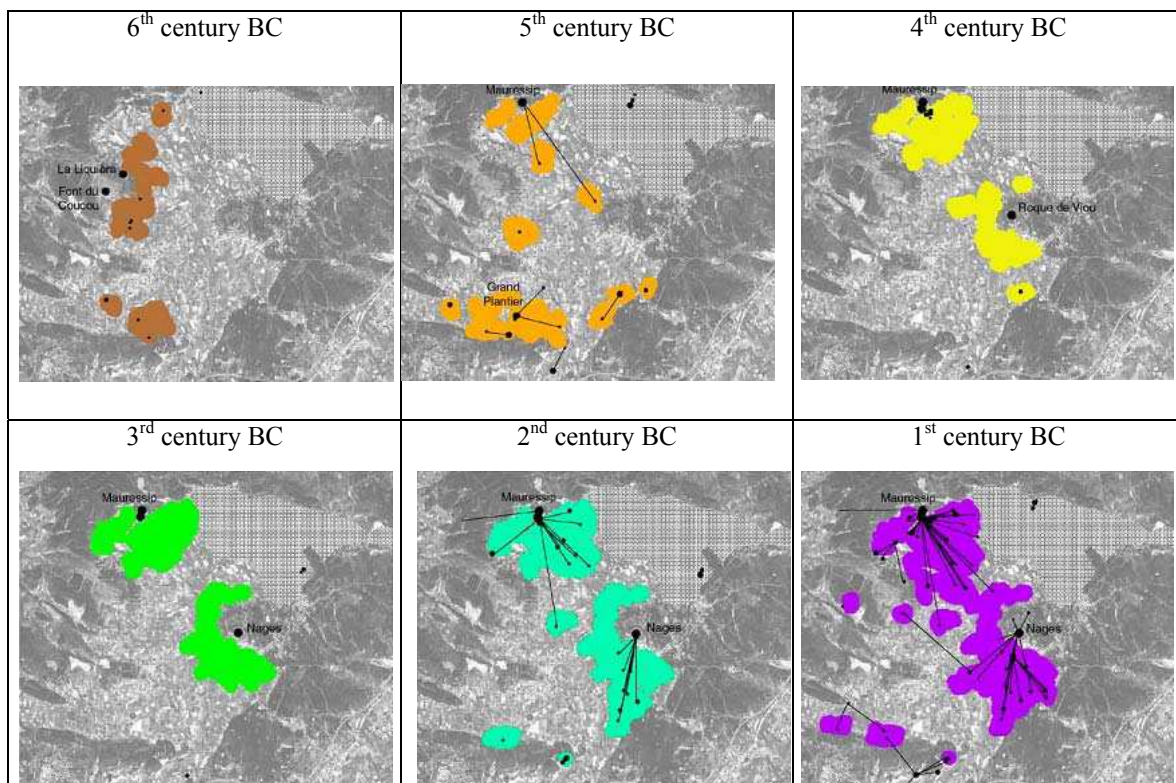 6th century BC
5th century BC
4th century BC
La Liquière
Font du
Coucou
Mauressip
Grand
Plantier
Mauressip
Roque de Viou
3rd century BC
2nd century BC
1st century BC
Mauressip
Nages
Mauressip
Nages
Mauressip
Nages